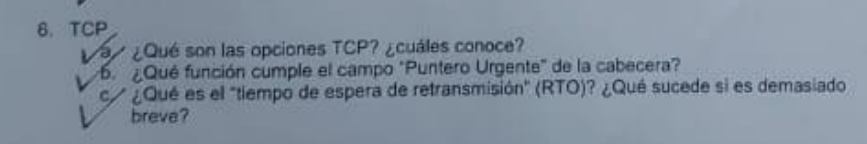 6. TCP
a. ¿Qué son las opciones TCP? ¿cuáles conoce?
b. ¿Qué función cumple el campo "Puntero Urgente" de la cabecera?
c. ¿Qué es el "tiempo de espera de retransmisión" (RTO)? ¿Qué sucede si es demasiado
breve?